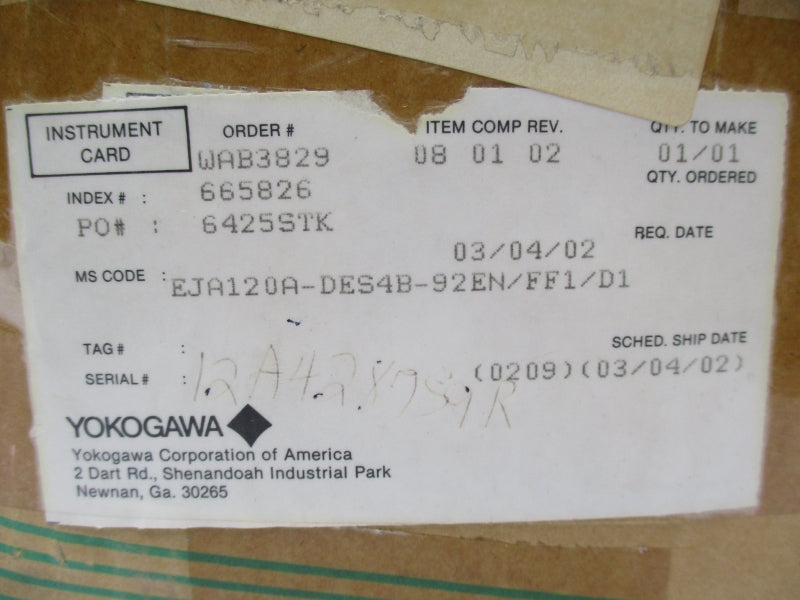 INSTRUMENT CARD
ORDER # ITEM COMP REV. QTY. TO MAKE
WAB3829 08 01 02 01/01
QTY. ORDERED
INDEX # : 665826
PO# : 6425STK
REQ. DATE
03/04/02
MS CODE : EJA120A-DES4B-92EN/FF1/D1
SCHED. SHIP DATE
TAG # :
(0209)(03/04/02)
SERIAL # :
YOKOGAWA
Yokogawa Corporation of America
2 Dart Rd., Shenandoah Industrial Park
Newnan, Ga. 30265